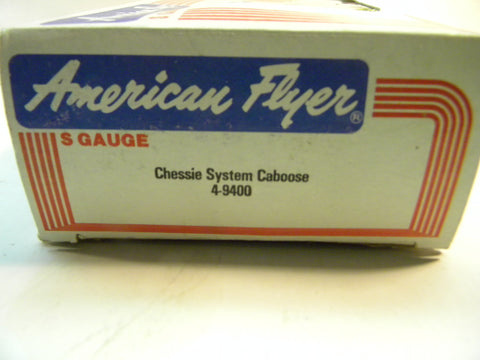 American Flyer®
S GAUGE
Chessie System Caboose
4-9400